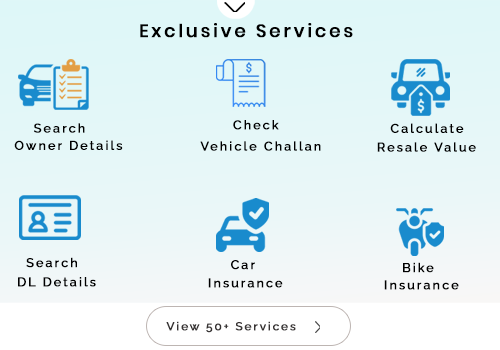 Exclusive Services
$
$
Search
Owner Details
Check
Vehicle Challan
Calculate
Resale Value
Search
DL Details
Car
Insurance
Bike
Insurance
View 50+ Services